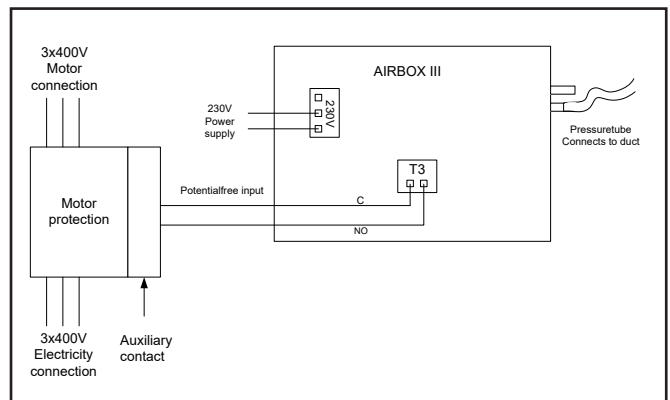 3x400V
Motor
connection
AIRBOX III
230V
Power
supply
230V
Pressuretube
Connects to duct
T3
Motor
protection
Potentialfree input
C
NO
3x400V
Electricity
connection
Auxiliary
contact